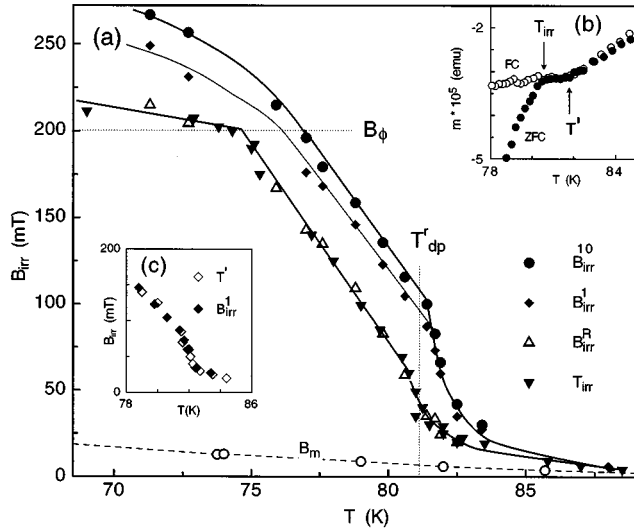 (a)
250
200
150
100
50
0
B_irr (mT)
70
75
80
85
T (K)
B_ϕ
T^r_dp
B_m
B^10_irr
B^1_irr
B^R_irr
T_irr
(b)
-2
-5
m * 10^5 (emu)
78
84
T (K)
T_irr
FC
ZFC
T'
(c)
200
100
0
B_irr (mT)
78
86
T(K)
T'
B^1_irr